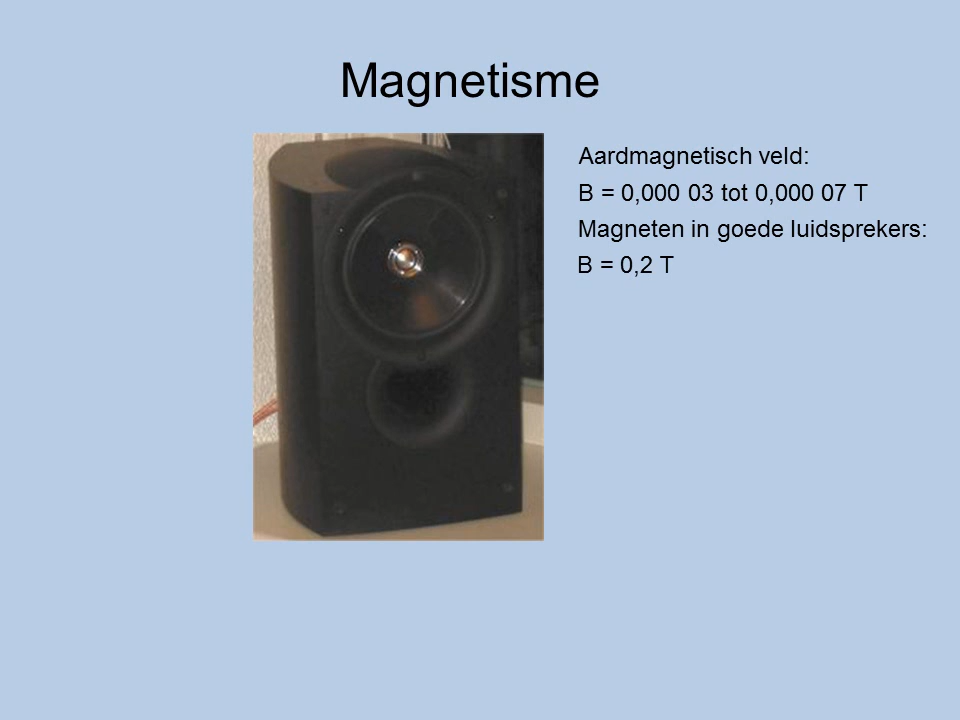 Magnetisme
Aardmagnetisch veld:
B = 0,000 03 tot 0,000 07 T
Magneten in goede luidsprekers:
B = 0,2 T